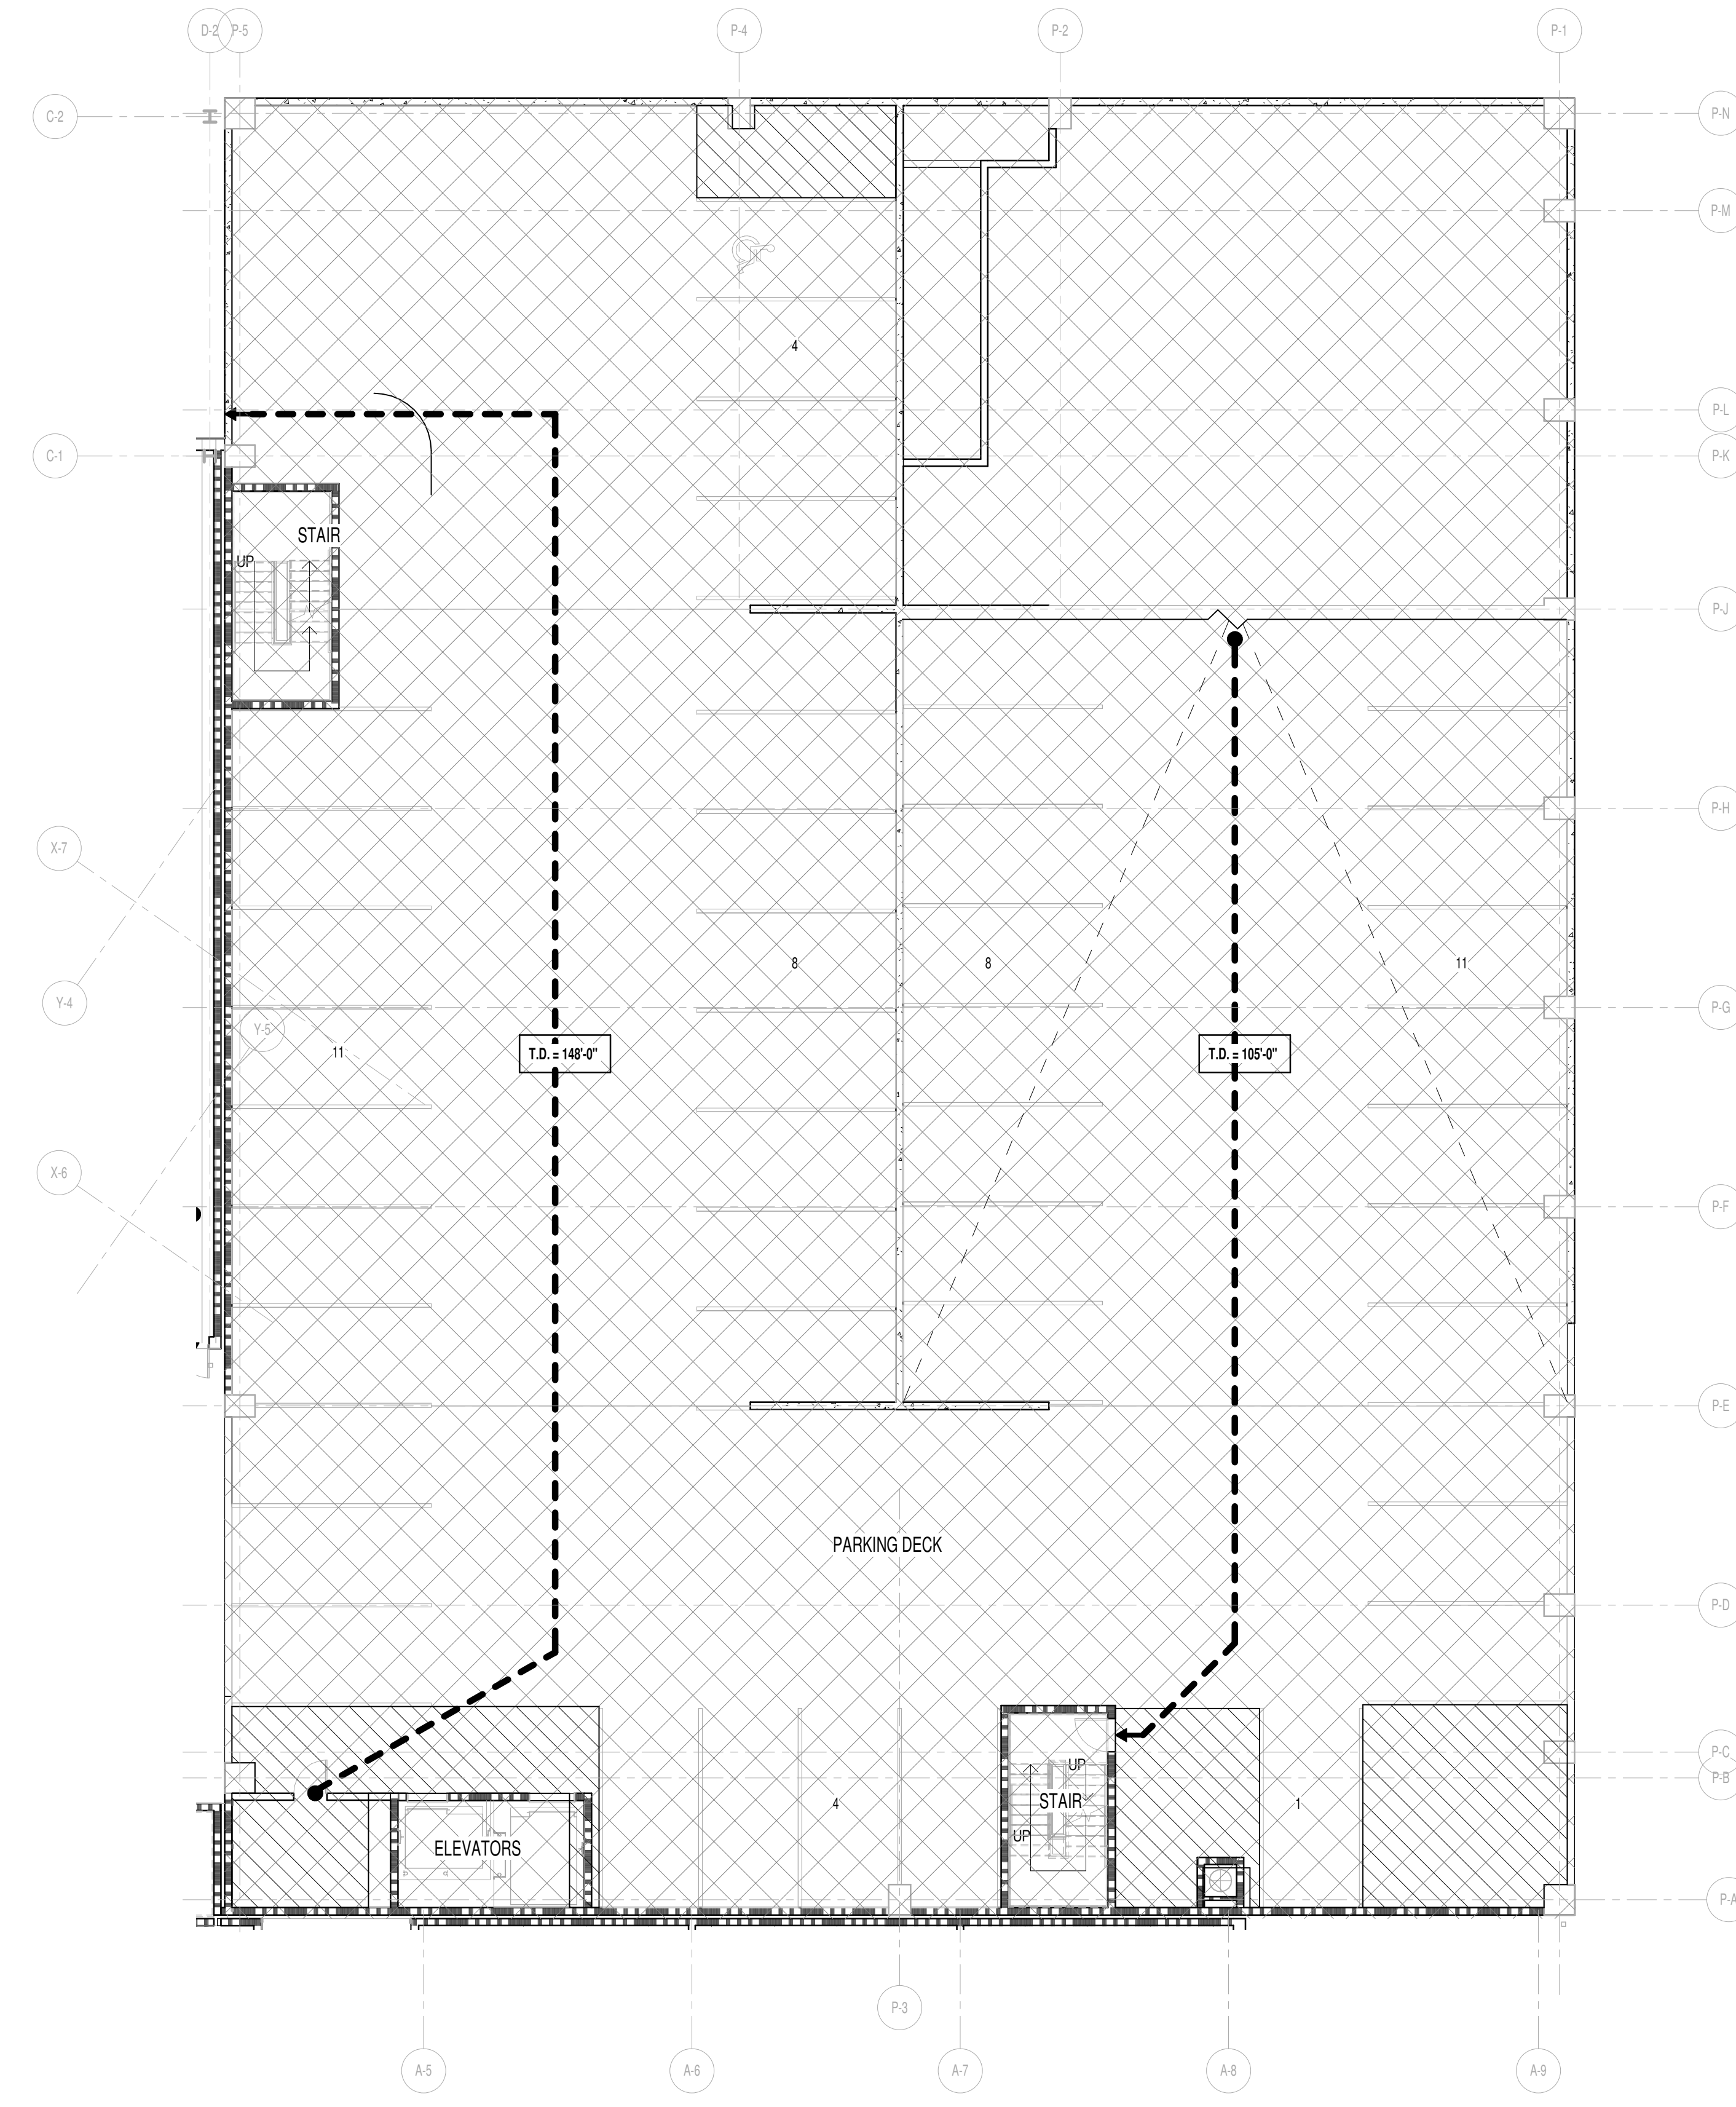 D-2
P-5
P-4
P-2
P-1
C-2
P-N
P-M
4
P-L
C-1
P-K
STAIR
UP
P-J
P-H
X-7
8
8
11
Y-4
P-G
Y-5
11
T.D. = 148'-0"
T.D. = 105'-0"
X-6
P-F
P-E
PARKING DECK
P-D
P-C
UP
P-B
STAIR
4
1
UP
ELEVATORS
P-A
P-3
A-5
A-6
A-7
A-8
A-9